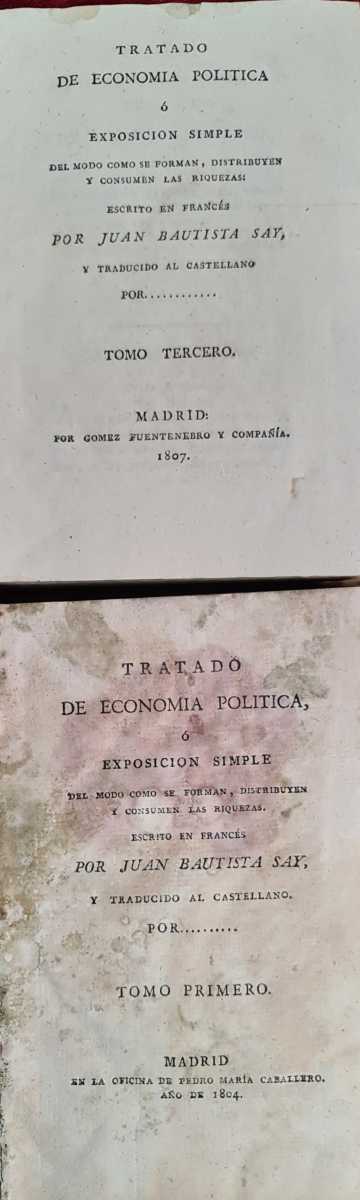 TRATADO
DE ECONOMIA POLITICA
ó
EXPOSICION SIMPLE
DEL MODO COMO SE FORMAN, DISTRIBUYEN
Y CONSUMEN LAS RIQUEZAS:
ESCRITO EN FRANCÉS
POR JUAN BAUTISTA SAY,
Y TRADUCIDO AL CASTELLANO
POR............
TOMO TERCERO.
MADRID:
POR GOMEZ FUENTENEBRO Y COMPAÑÍA.
1807.
TRATADO
DE ECONOMIA POLITICA,
ó
EXPOSICION SIMPLE
DEL MODO COMO SE FORMAN, DISTRIBUYEN
Y CONSUMEN LAS RIQUEZAS.
ESCRITO EN FRANCÉS
POR JUAN BAUTISTA SAY,
Y TRADUCIDO AL CASTELLANO.
POR..........
TOMO PRIMERO.
MADRID
EN LA OFICINA DE PEDRO MARÍA CABALLERO.
AÑO DE 1804.